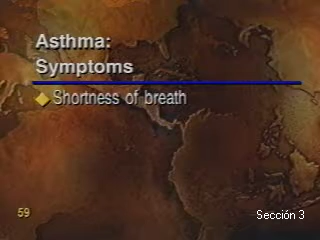 Asthma:
Symptoms
Shortness of breath
59
Sección 3